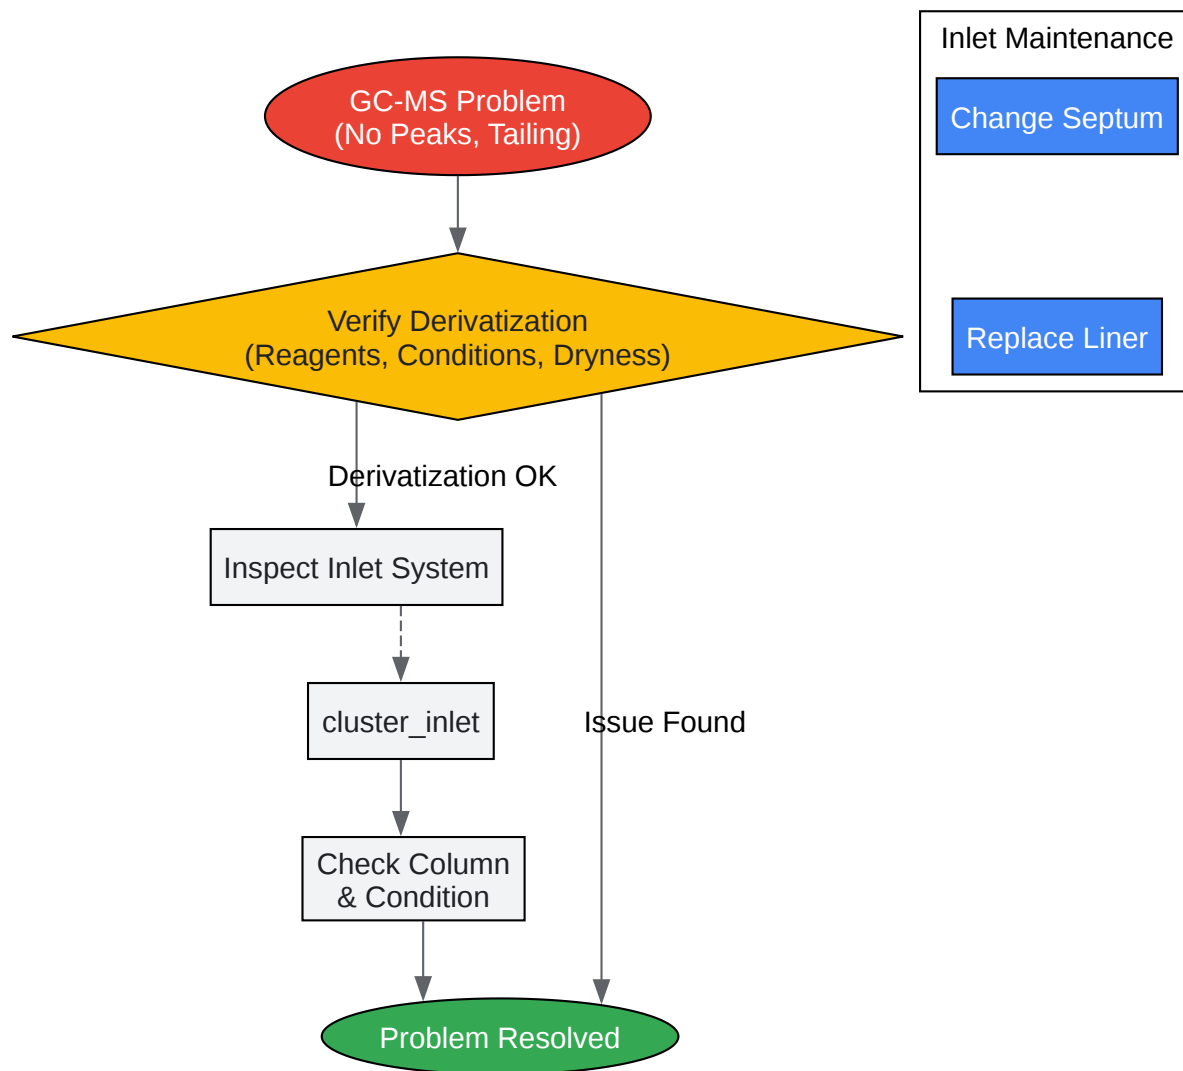 GC-MS Problem
(No Peaks, Tailing)
Verify Derivatization
(Reagents, Conditions, Dryness)
Derivatization OK
Inspect Inlet System
cluster_inlet
Issue Found
Check Column
& Condition
Problem Resolved
Inlet Maintenance
Change Septum
Replace Liner